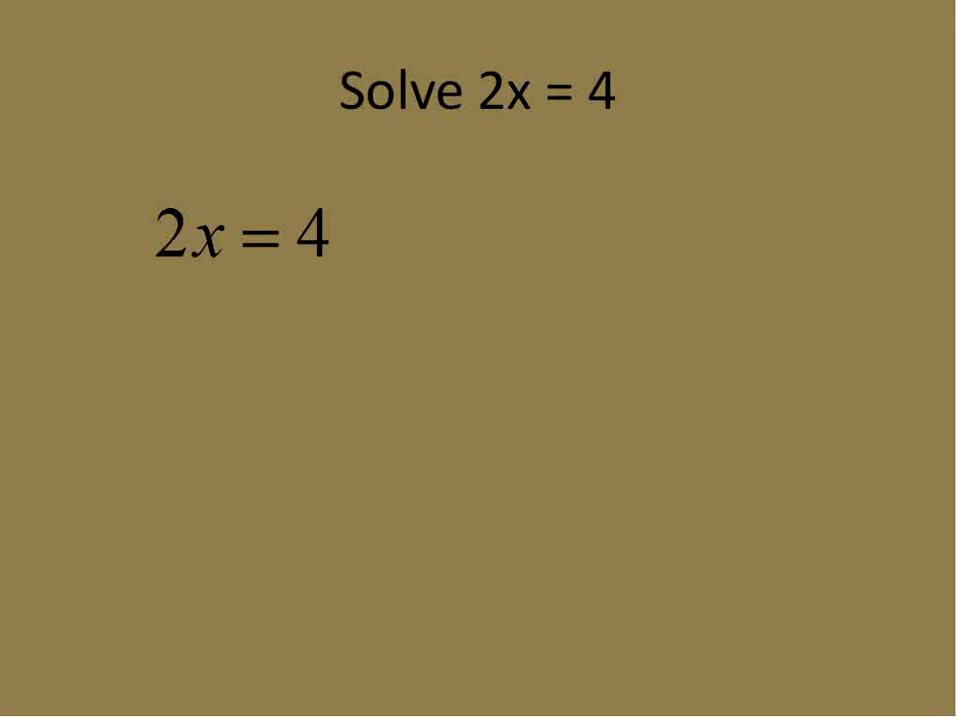 Solve 2x = 4
2x = 4